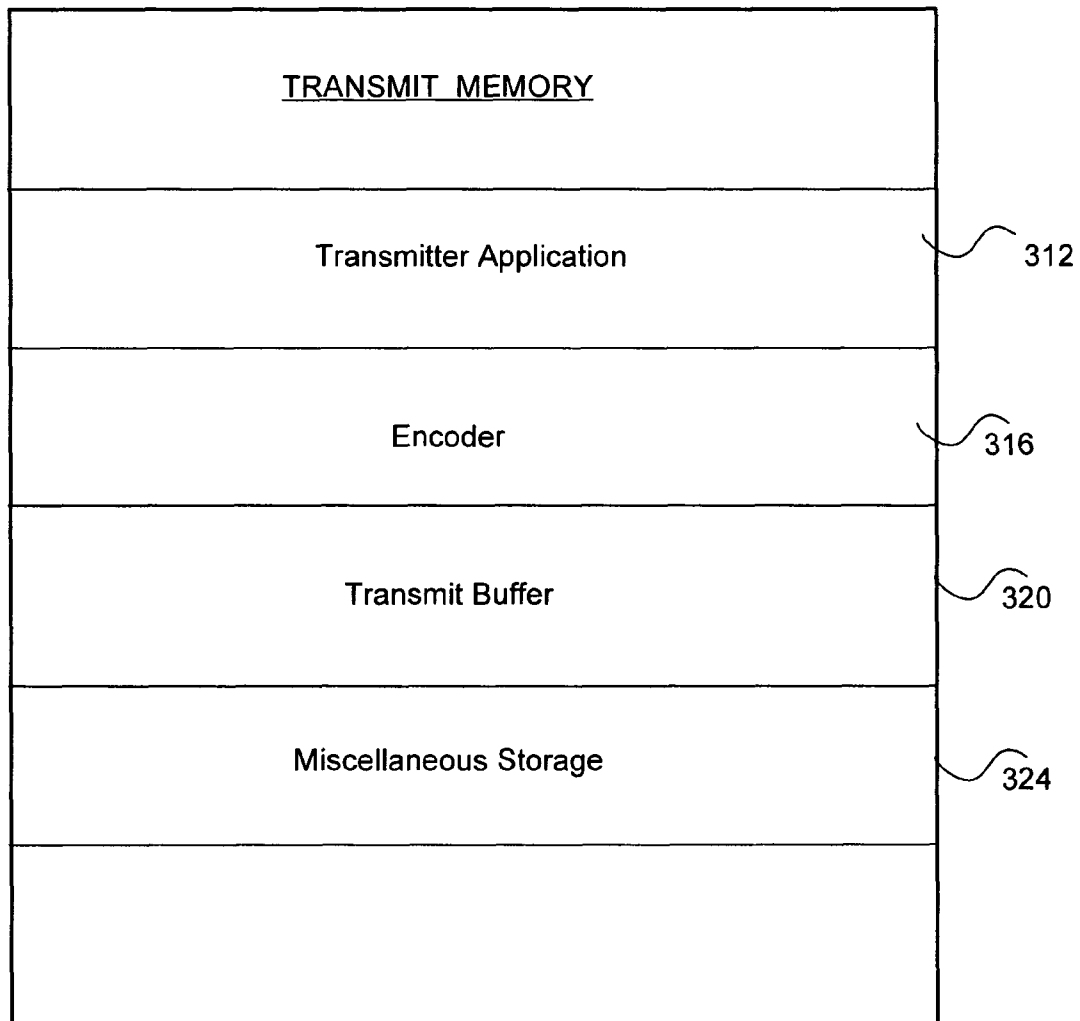 TRANSMIT MEMORY
Transmitter Application
312
Encoder
316
Transmit Buffer
320
Miscellaneous Storage
324